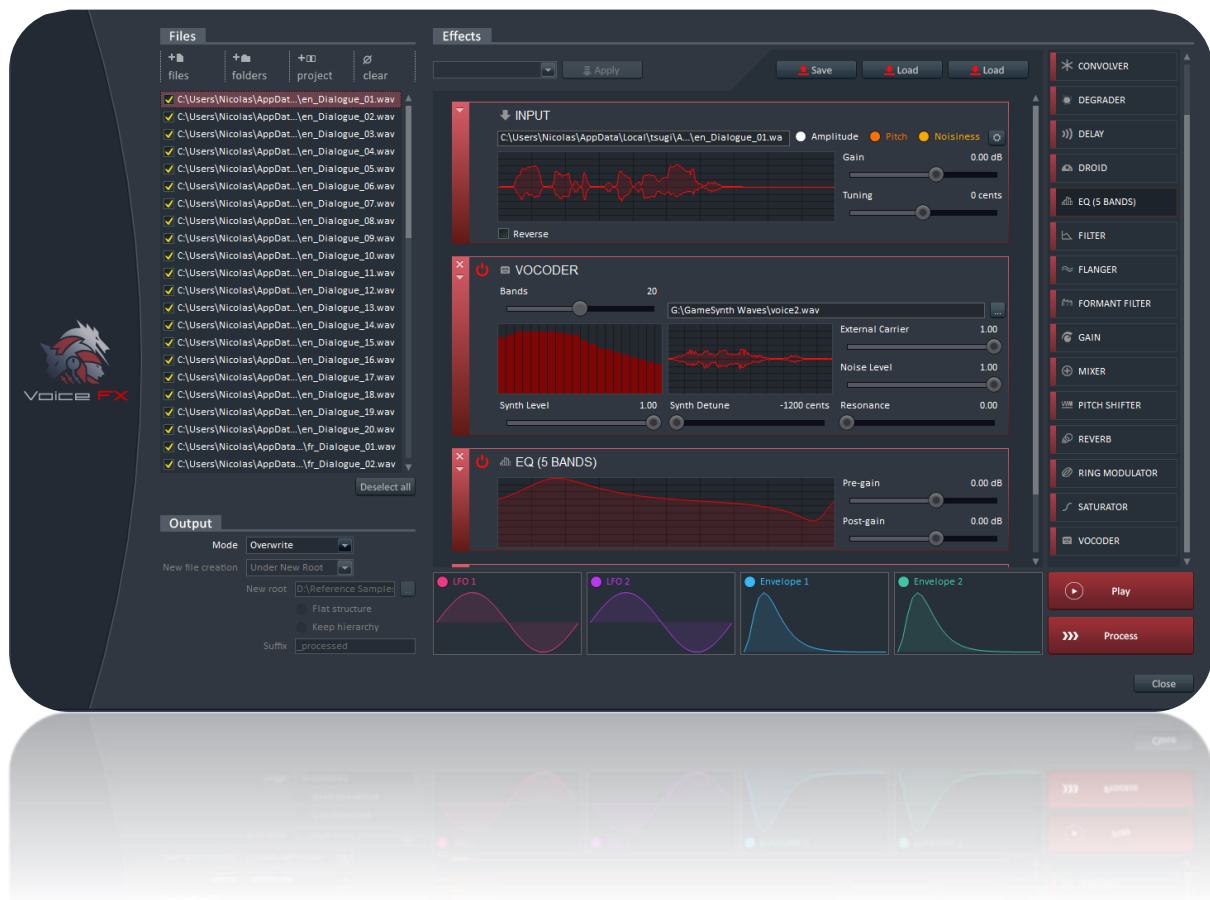 Voice FX
Files
files
folders
project
clear
C:\Users\Nicolas\AppDat...\en_Dialogue_01.wav
C:\Users\Nicolas\AppDat...\en_Dialogue_02.wav
C:\Users\Nicolas\AppDat...\en_Dialogue_03.wav
C:\Users\Nicolas\AppDat...\en_Dialogue_04.wav
C:\Users\Nicolas\AppDat...\en_Dialogue_05.wav
C:\Users\Nicolas\AppDat...\en_Dialogue_06.wav
C:\Users\Nicolas\AppDat...\en_Dialogue_07.wav
C:\Users\Nicolas\AppDat...\en_Dialogue_08.wav
C:\Users\Nicolas\AppDat...\en_Dialogue_09.wav
C:\Users\Nicolas\AppDat...\en_Dialogue_10.wav
C:\Users\Nicolas\AppDat...\en_Dialogue_11.wav
C:\Users\Nicolas\AppDat...\en_Dialogue_12.wav
C:\Users\Nicolas\AppDat...\en_Dialogue_13.wav
C:\Users\Nicolas\AppDat...\en_Dialogue_14.wav
C:\Users\Nicolas\AppDat...\en_Dialogue_15.wav
C:\Users\Nicolas\AppDat...\en_Dialogue_16.wav
C:\Users\Nicolas\AppDat...\en_Dialogue_17.wav
C:\Users\Nicolas\AppDat...\en_Dialogue_18.wav
C:\Users\Nicolas\AppDat...\en_Dialogue_19.wav
C:\Users\Nicolas\AppDat...\en_Dialogue_20.wav
C:\Users\Nicolas\AppData...\fr_Dialogue_01.wav
C:\Users\Nicolas\AppData...\fr_Dialogue_02.wav
Deselect all
Output
Mode Overwrite
New file creation Under New Root
New root D:\Reference Sample
Flat structure
Keep hierarchy
Suffix _processed
Effects
Apply
Save
Load
Load
INPUT
C:\Users\Nicolas\AppData\Local\tsugi\A...\en_Dialogue_01.wa
Amplitude
Pitch
Noisiness
Gain 0.00 dB
Tuning 0 cents
Reverse
VOCODER
Bands 20
G:\GameSynth Waves\voice2.wav
...
External Carrier 1.00
Noise Level 1.00
Synth Level 1.00
Synth Detune -1200 cents
Resonance 0.00
EQ (5 BANDS)
Pre-gain 0.00 dB
Post-gain 0.00 dB
LFO 1
LFO 2
Envelope 1
Envelope 2
CONVOLVER
DEGRADER
DELAY
DROID
EQ (5 BANDS)
FILTER
FLANGER
FORMANT FILTER
GAIN
MIXER
PITCH SHIFTER
REVERB
RING MODULATOR
SATURATOR
VOCODER
Play
Process
Close